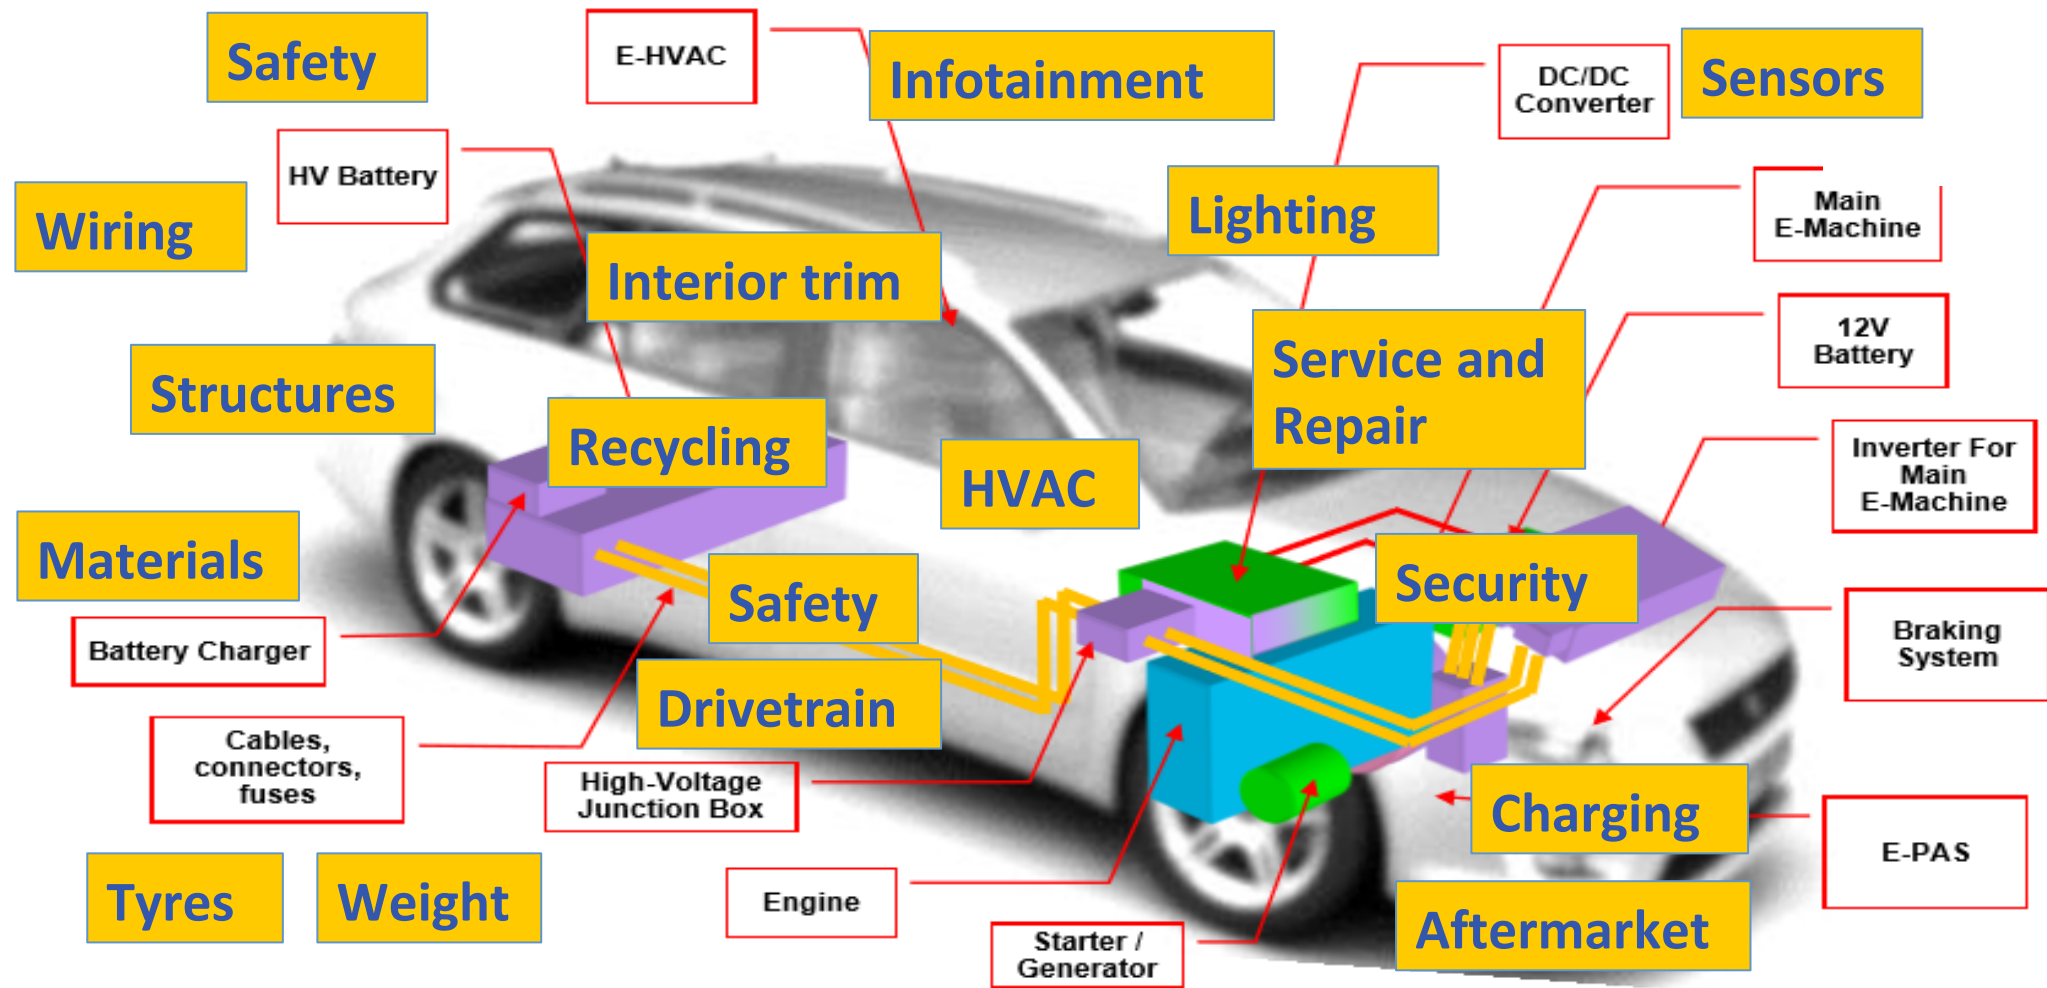 Safety
E-HVAC
Infotainment
DC/DC
Converter
Sensors
HV Battery
Wiring
Lighting
Main
E-Machine
Interior trim
12V
Battery
Service and
Repair
Structures
Recycling
HVAC
Inverter For
Main
E-Machine
Materials
Safety
Security
Battery Charger
Braking
System
Drivetrain
Cables,
connectors,
fuses
High-Voltage
Junction Box
Charging
E-PAS
Tyres
Weight
Engine
Aftermarket
Starter /
Generator